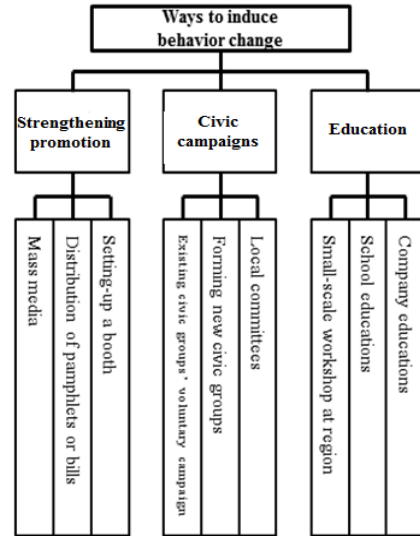 Ways to induce
behavior change
Strengthening
promotion
Civic
campaigns
Education
Mass media
Distribution of pamphlets or bills
Setting-up a booth
Existing civic groups' voluntary campaign
Forming new civic groups
Local committees
Small-scale workshop at region
School educations
Company educations